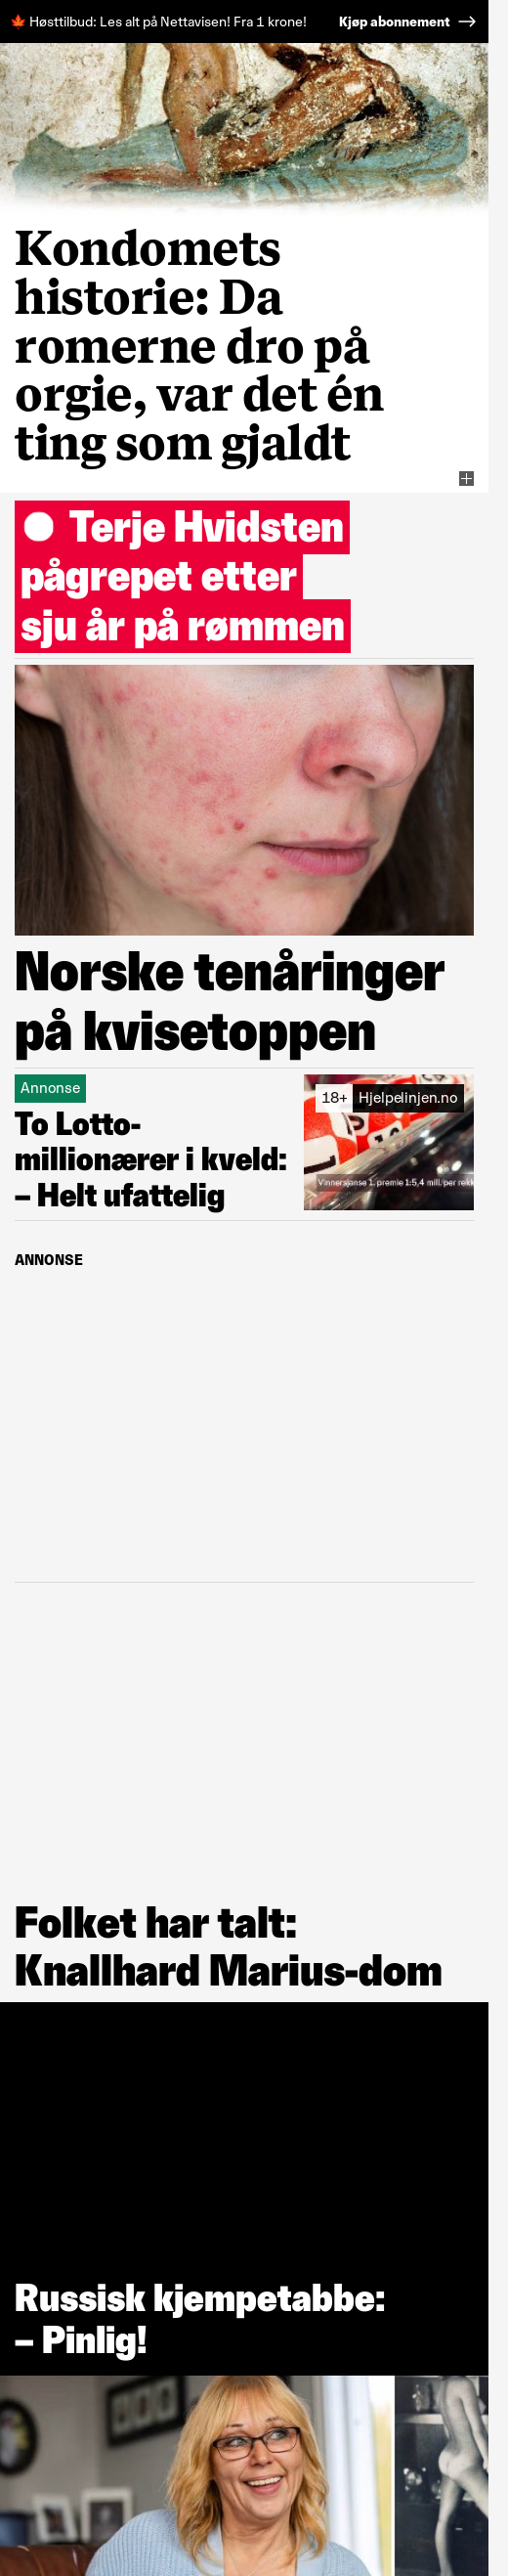 🍁 Høsttilbud: Les alt på Nettavisen! Fra 1 krone!
Kjøp abonnement →
Kondomets
historie: Da
romerne dro på
orgie, var det én
ting som gjaldt
Terje Hvidsten
pågrepet etter
sju år på rømmen
Norske tenåringer
på kvisetoppen
Annonse
To Lotto-
millionærer i kveld:
– Helt ufattelig
18+ Hjelpelinjen.no
Vinnersjanse 1. premie 1:5,4 mill. per rekk
ANNONSE
Folket har talt:
Knallhard Marius-dom
Russisk kjempetabbe:
– Pinlig!